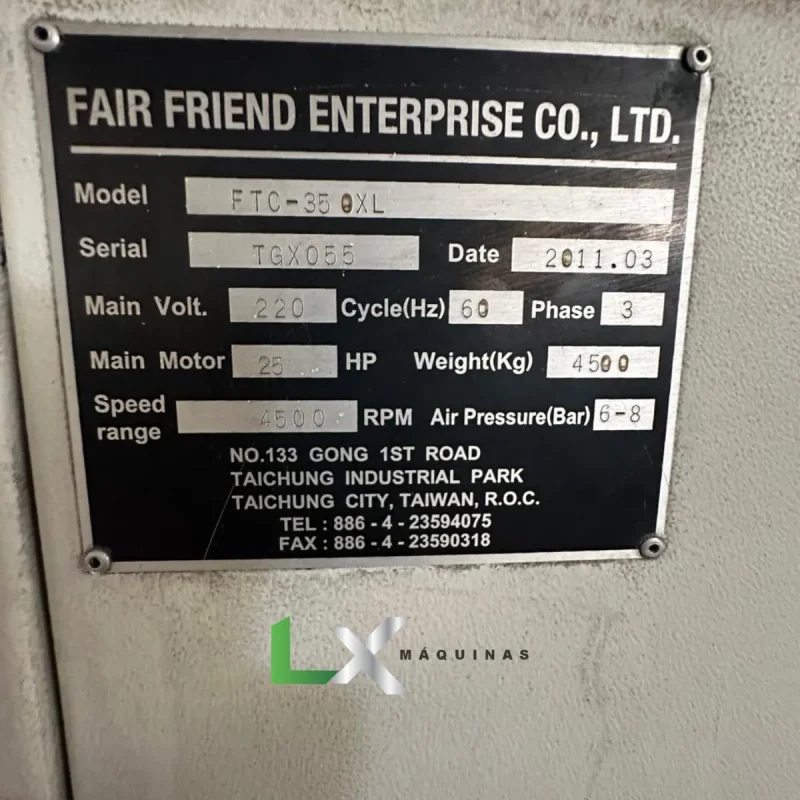 FAIR FRIEND ENTERPRISE CO., LTD.
Model FTC-350XL
Serial TGX055 Date 2011.03
Main Volt. 220 Cycle(Hz) 60 Phase 3
Main Motor 25 HP Weight(Kg) 4500
Speed range 4500 RPM Air Pressure(Bar) 6-8
NO.133 GONG 1ST ROAD
TAICHUNG INDUSTRIAL PARK
TAICHUNG CITY, TAIWAN, R.O.C.
TEL : 886 - 4 - 23594075
FAX : 886 - 4 - 23590318
LX MÁQUINAS